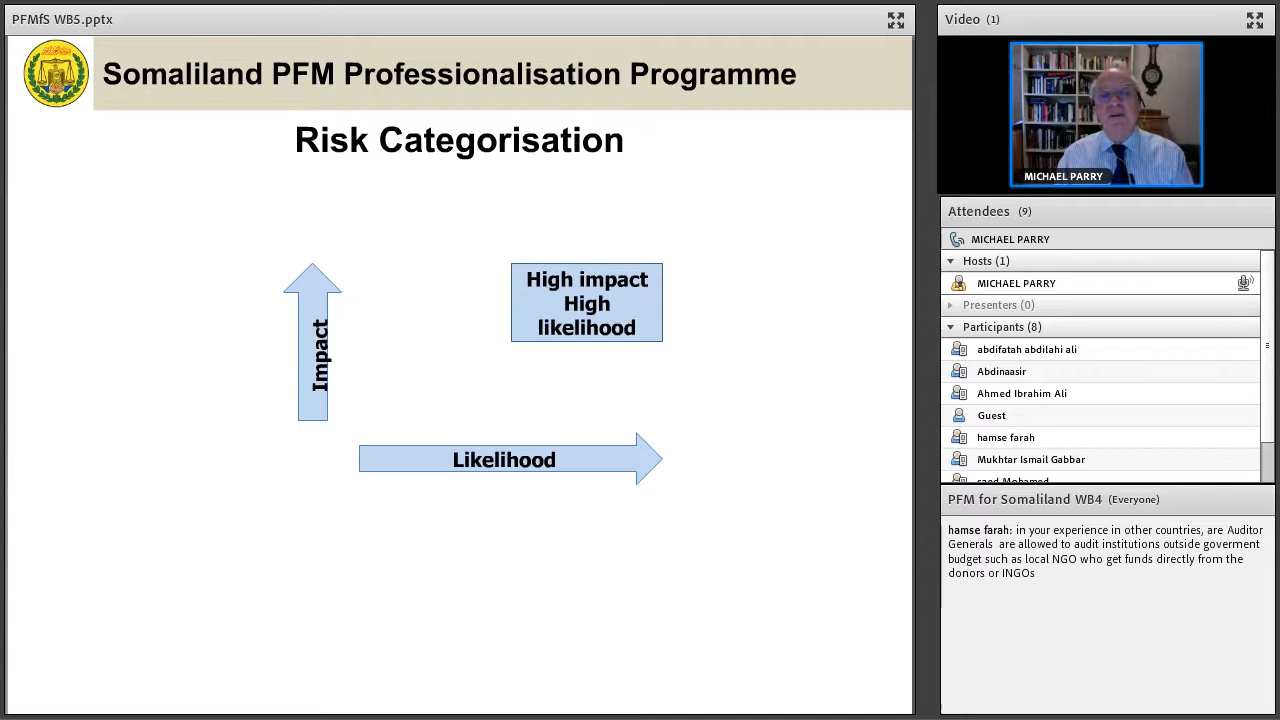 PFMfS WB5.pptx
Somaliland PFM Professionalisation Programme
Risk Categorisation
Impact
High impact
High
likelihood
Likelihood
Video (1)
MICHAEL PARRY
Attendees (9)
MICHAEL PARRY
Hosts (1)
MICHAEL PARRY
Presenters (0)
Participants (8)
abdifatah abdilahi ali
Abdinaasir
Ahmed Ibrahim Ali
Guest
hamse farah
Mukhtar Ismail Gabbar
saed Mohamed
PFM for Somaliland WB4 (Everyone)
hamse farah: in your experience in other countries, are Auditor
Generals are allowed to audit institutions outside goverment
budget such as local NGO who get funds directly from the
donors or INGOs